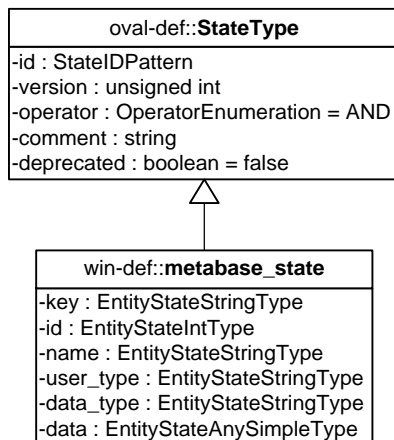 oval-def::StateType
-id : StateIDPattern
-version : unsigned int
-operator : OperatorEnumeration = AND
-comment : string
-deprecated : boolean = false
win-def::metabase_state
-key : EntityStateStringType
-id : EntityStateIntType
-name : EntityStateStringType
-user_type : EntityStateStringType
-data_type : EntityStateStringType
-data : EntityStateAnySimpleType